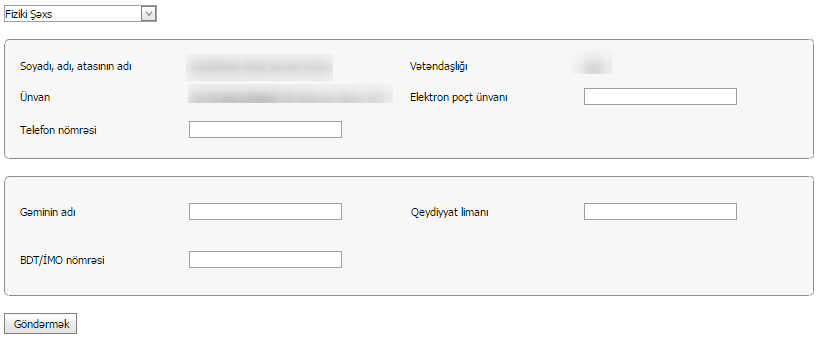 Fiziki Şəxs
Soyadı, adı, atasının adı
Vətəndaşlığı
Ünvan
Elektron poçt ünvanı
Telefon nömrəsi
Gəminin adı
Qeydiyyat limanı
BDT/İMO nömrəsi
Göndərmək